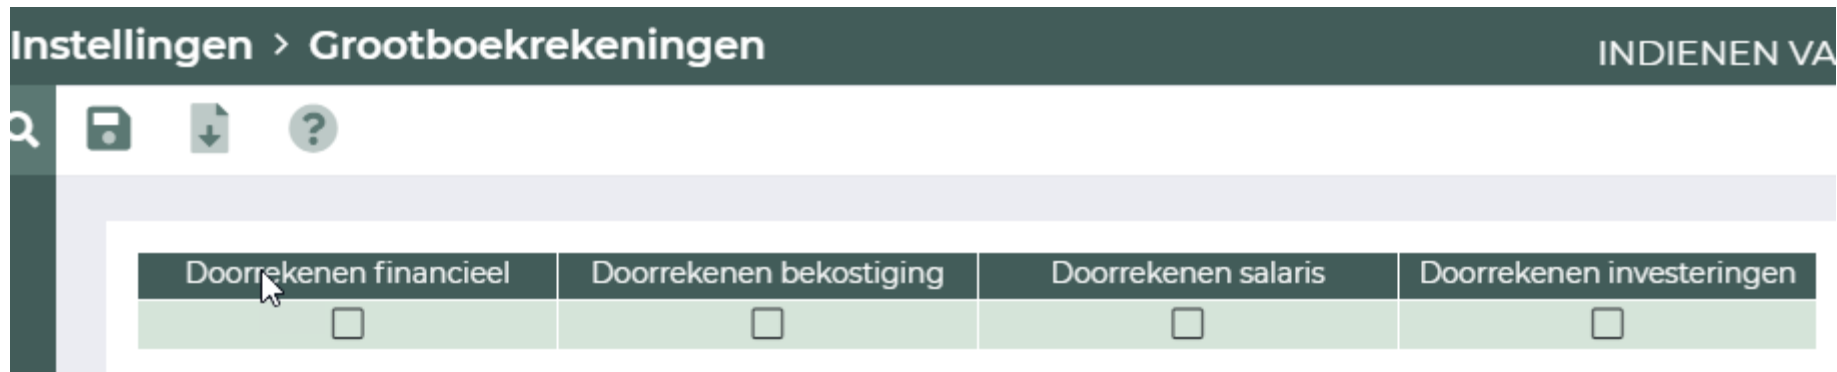 Instellingen > Grootboekrekeningen
INDIENEN VA
?
Doorrekenen financieel Doorrekenen bekostiging Doorrekenen salaris Doorrekenen investeringen